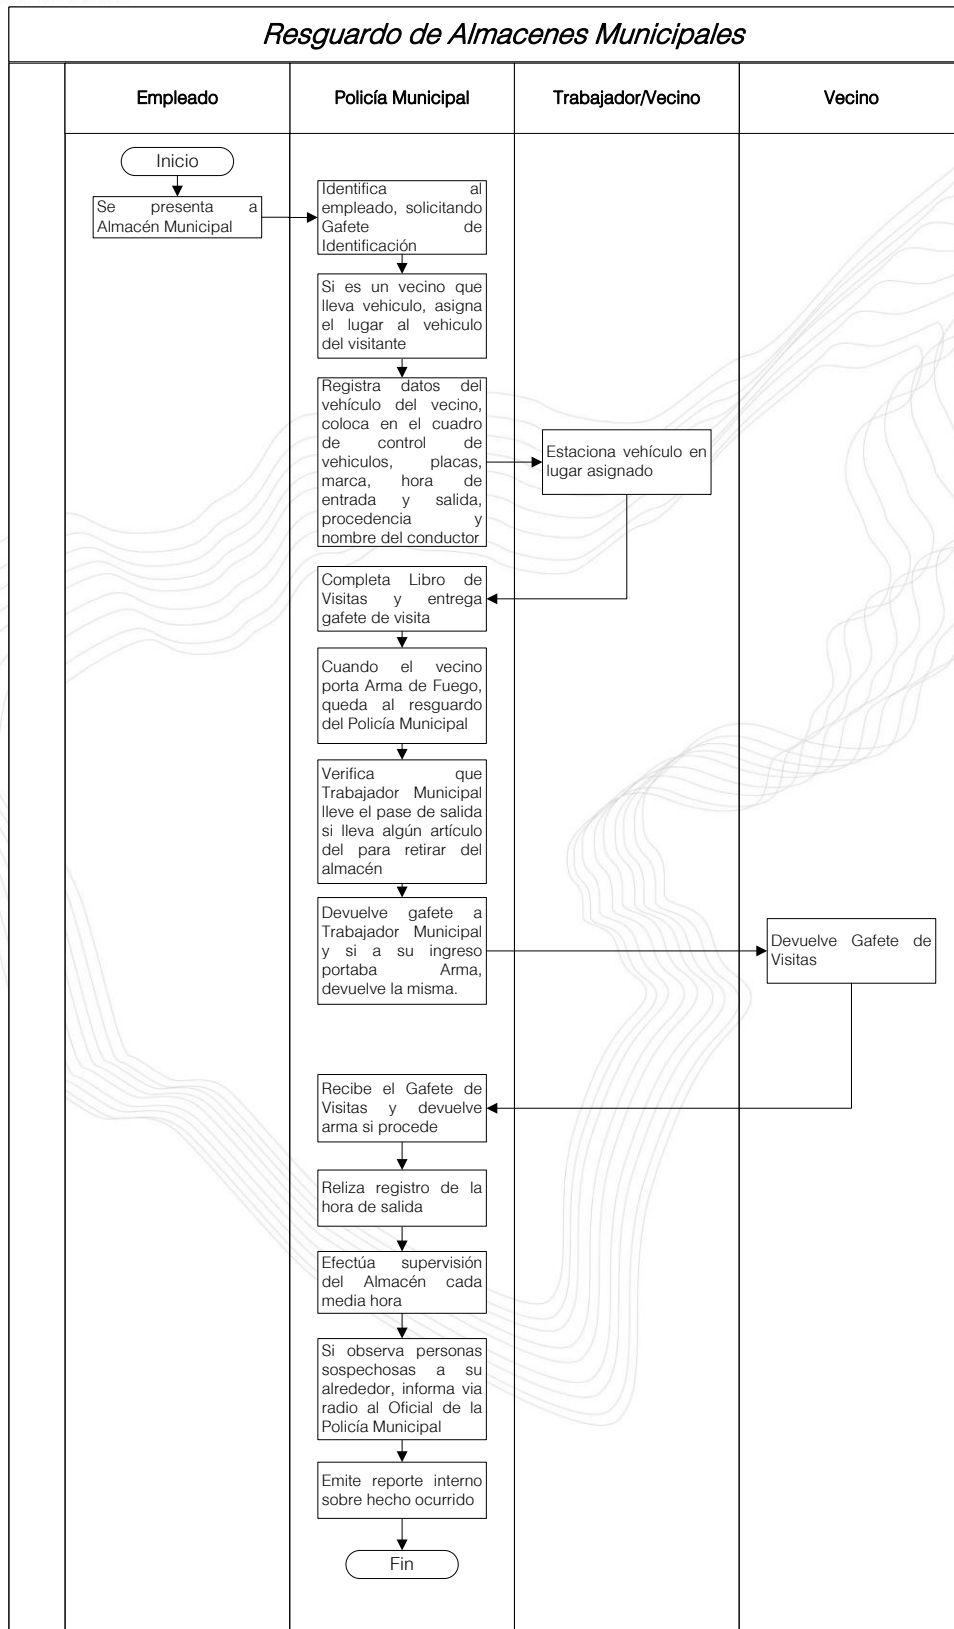 Resguardo de Almacenes Municipales
Empleado
Policía Municipal
Trabajador/Vecino
Vecino
Inicio
Se presenta a
Almacén Municipal
Identifica al
empleado, solicitando
Gafete de
Identificación
Si es un vecino que
lleva vehiculo, asigna
el lugar al vehiculo
del visitante
Registra datos del
vehículo del vecino,
coloca en el cuadro
de control de
vehiculos, placas,
marca, hora de
entrada y salida,
procedencia y
nombre del conductor
Estaciona vehículo en
lugar asignado
Completa Libro de
Visitas y entrega
gafete de visita
Cuando el vecino
porta Arma de Fuego,
queda al resguardo
del Policía Municipal
Verifica que
Trabajador Municipal
lleve el pase de salida
si lleva algún artículo
del para retirar del
almacén
Devuelve gafete a
Trabajador Municipal
y si a su ingreso
portaba Arma,
devuelve la misma.
Devuelve Gafete de
Visitas
Recibe el Gafete de
Visitas y devuelve
arma si procede
Reliza registro de la
hora de salida
Efectúa supervisión
del Almacén cada
media hora
Si observa personas
sospechosas a su
alrededor, informa via
radio al Oficial de la
Policía Municipal
Emite reporte interno
sobre hecho ocurrido
Fin